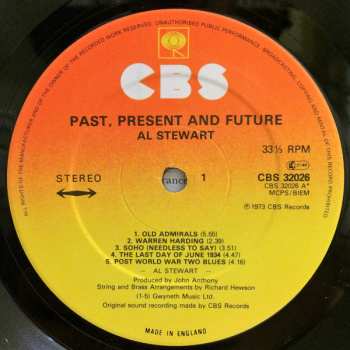 ALL RIGHTS OF THE MANUFACTURER AND OF THE OWNER OF THE RECORDED WORK RESERVED. UNAUTHORISED PUBLIC PERFORMANCE, BROADCASTING, COPYING OF THIS RECORD PROHIBITED
CBS
PAST, PRESENT AND FUTURE
AL STEWART
33⅓ RPM
STEREO
rance
1
CBS 32026
CBS 32026 A*
MCPS/BIEM
℗ 1973 CBS Records
1. OLD ADMIRALS (5.55)
2. WARREN HARDING (2.39)
3. SOHO (NEEDLESS TO SAY) (3.51)
4. THE LAST DAY OF JUNE 1934 (4.47)
5. POST WORLD WAR TWO BLUES (4.16)
– AL STEWART –
Produced by John Anthony
String and Brass Arrangements by Richard Hewson
(1-5) Gwyneth Music Ltd.
Original sound recording made by CBS Records
MADE IN ENGLAND